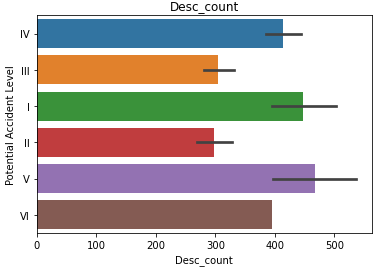 Desc_count
Potential Accident Level
IV
III
I
II
V
VI
0 100 200 300 400 500
Desc_count